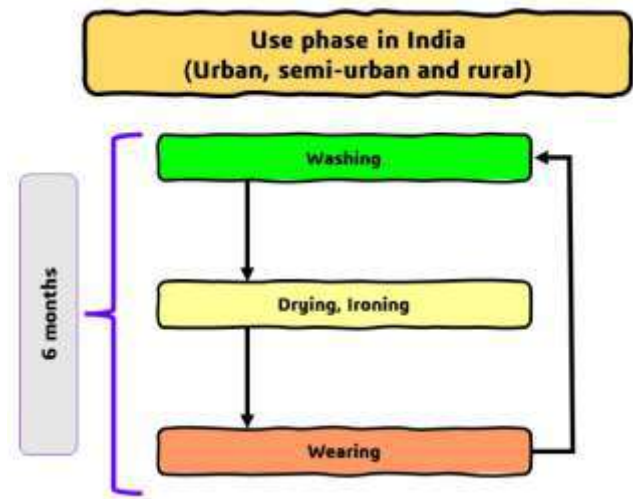 Use phase in India
(Urban, semi-urban and rural)
Washing
Drying, Ironing
Wearing
6 months